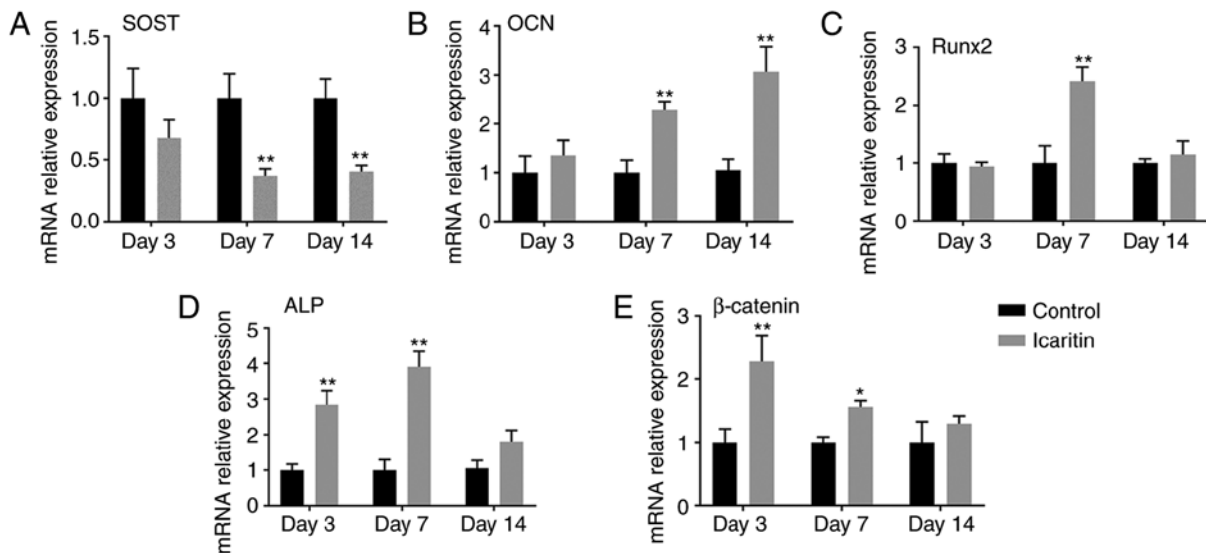 A
SOST
mRNA relative expression
1.5
1.0
0.5
0.0
**
**
Day 3
Day 7
Day 14
B
OCN
mRNA relative expression
4
3
2
1
0
**
**
Day 3
Day 7
Day 14
C
Runx2
mRNA relative expression
3
2
1
0
**
Day 3
Day 7
Day 14
D
ALP
mRNA relative expression
5
4
3
2
1
0
**
**
Day 3
Day 7
Day 14
E
β-catenin
mRNA relative expression
3
2
1
0
**
*
Day 3
Day 7
Day 14
Control
Icaritin